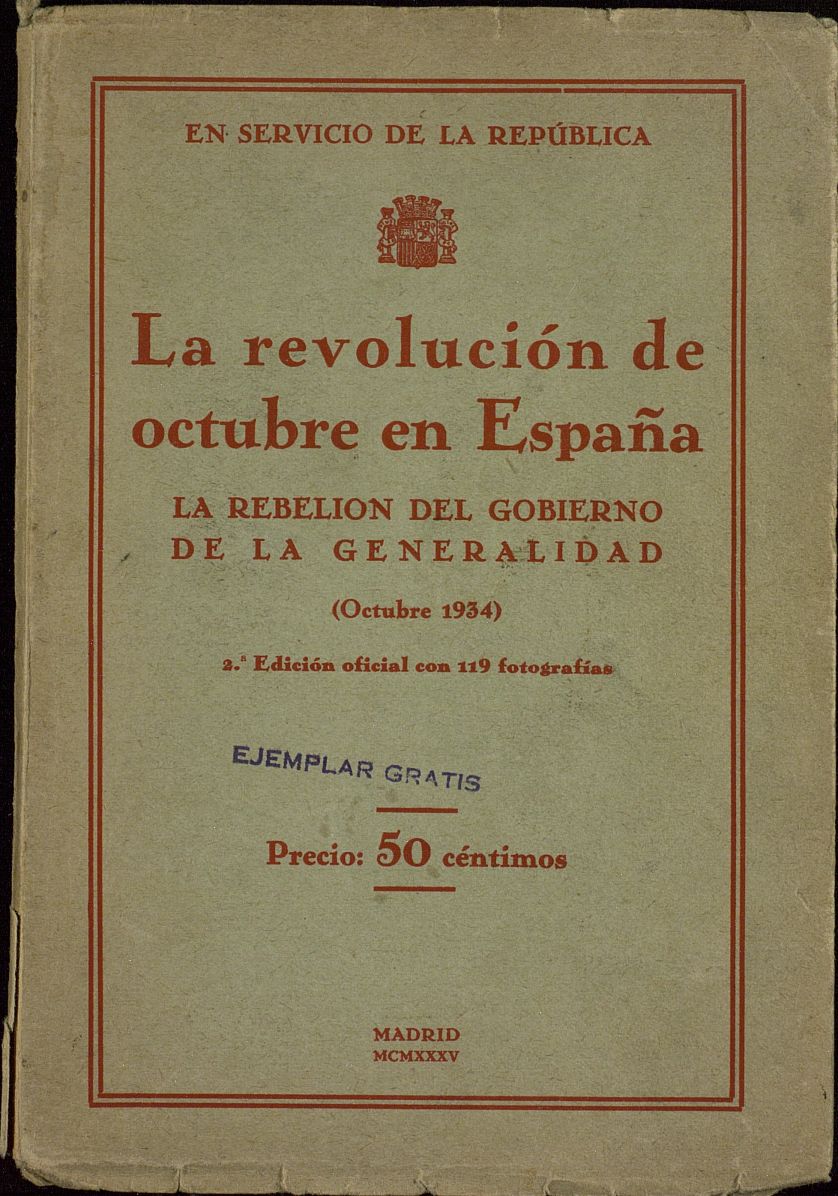 EN SERVICIO DE LA REPÚBLICA
La revolución de
octubre en España
LA REBELION DEL GOBIERNO
DE LA GENERALIDAD
(Octubre 1934)
2.ª Edición oficial con 119 fotografías
EJEMPLAR GRATIS
Precio: 50 céntimos
MADRID
MCMXXXV